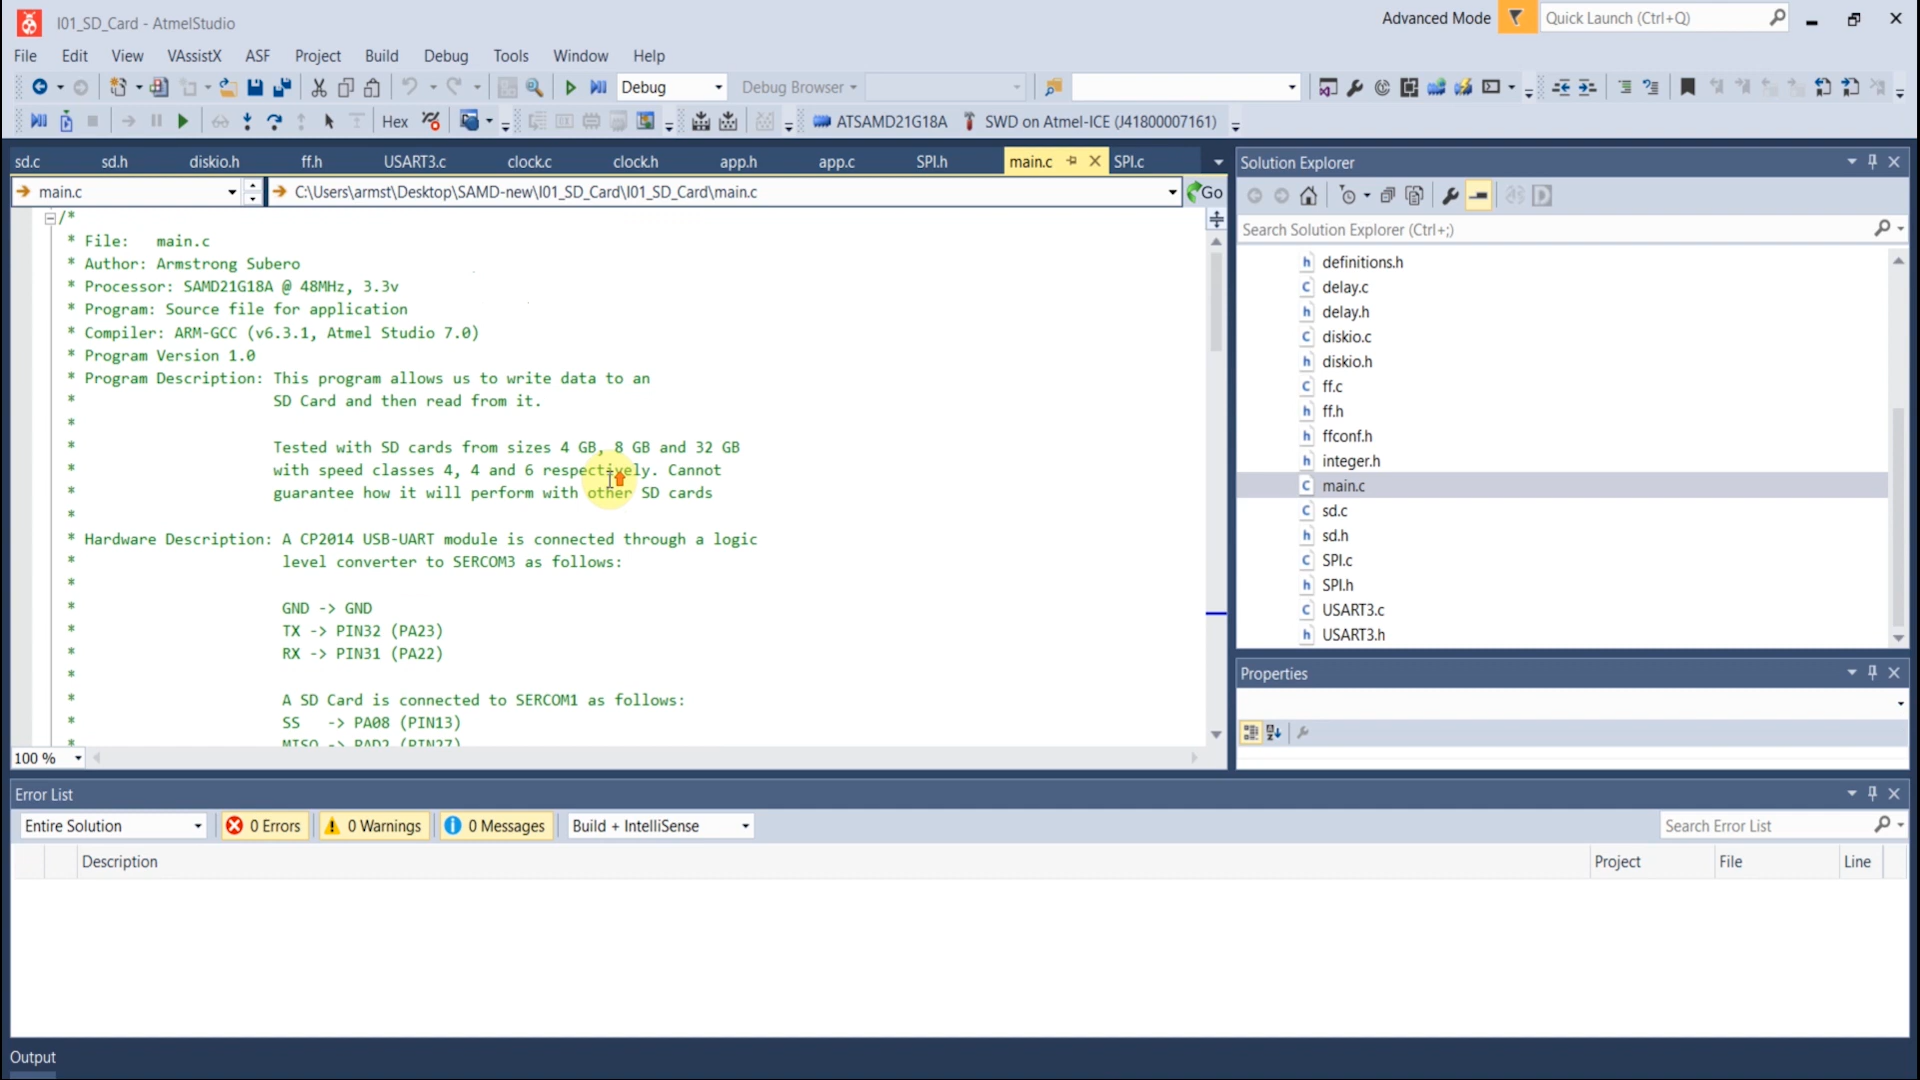 I01_SD_Card - AtmelStudio
Advanced Mode
Quick Launch (Ctrl+Q)
File Edit View VAssistX ASF Project Build Debug Tools Window Help
Debug
Debug Browser
Hex
ATSAMD21G18A
SWD on Atmel-ICE (J41800007161)
sd.c sd.h diskio.h ff.h USART3.c clock.c clock.h app.h app.c SPI.h main.c SPI.c
main.c
C:\Users\armst\Desktop\SAMD-new\I01_SD_Card\I01_SD_Card\main.c
Go
/*
* File: main.c
* Author: Armstrong Subero
* Processor: SAMD21G18A @ 48MHz, 3.3v
* Program: Source file for application
* Compiler: ARM-GCC (v6.3.1, Atmel Studio 7.0)
* Program Version 1.0
* Program Description: This program allows us to write data to an
* SD Card and then read from it.
*
* Tested with SD cards from sizes 4 GB, 8 GB and 32 GB
* with speed classes 4, 4 and 6 respectively. Cannot
* guarantee how it will perform with other SD cards
*
* Hardware Description: A CP2014 USB-UART module is connected through a logic
* level converter to SERCOM3 as follows:
*
* GND -> GND
* TX -> PIN32 (PA23)
* RX -> PIN31 (PA22)
*
* A SD Card is connected to SERCOM1 as follows:
* SS -> PA08 (PIN13)
* MISO -> PAD2 (PIN27)
100 %
Solution Explorer
Search Solution Explorer (Ctrl+;)
definitions.h
delay.c
delay.h
diskio.c
diskio.h
ff.c
ff.h
ffconf.h
integer.h
main.c
sd.c
sd.h
SPI.c
SPI.h
USART3.c
USART3.h
Properties
Error List
Entire Solution
0 Errors
0 Warnings
0 Messages
Build + IntelliSense
Search Error List
Description
Project
File
Line
Output